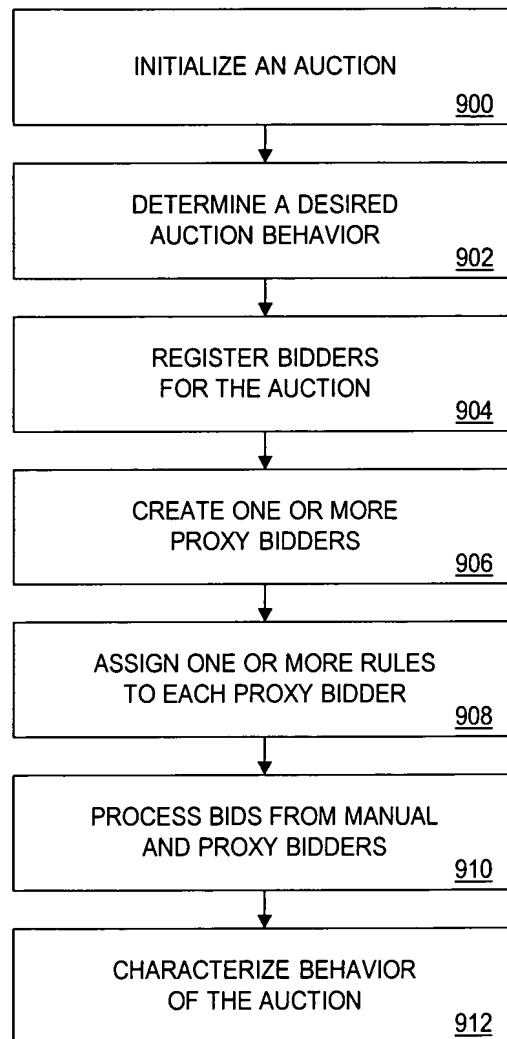 INITIALIZE AN AUCTION
900
DETERMINE A DESIRED
AUCTION BEHAVIOR
902
REGISTER BIDDERS
FOR THE AUCTION
904
CREATE ONE OR MORE
PROXY BIDDERS
906
ASSIGN ONE OR MORE RULES
TO EACH PROXY BIDDER
908
PROCESS BIDS FROM MANUAL
AND PROXY BIDDERS
910
CHARACTERIZE BEHAVIOR
OF THE AUCTION
912